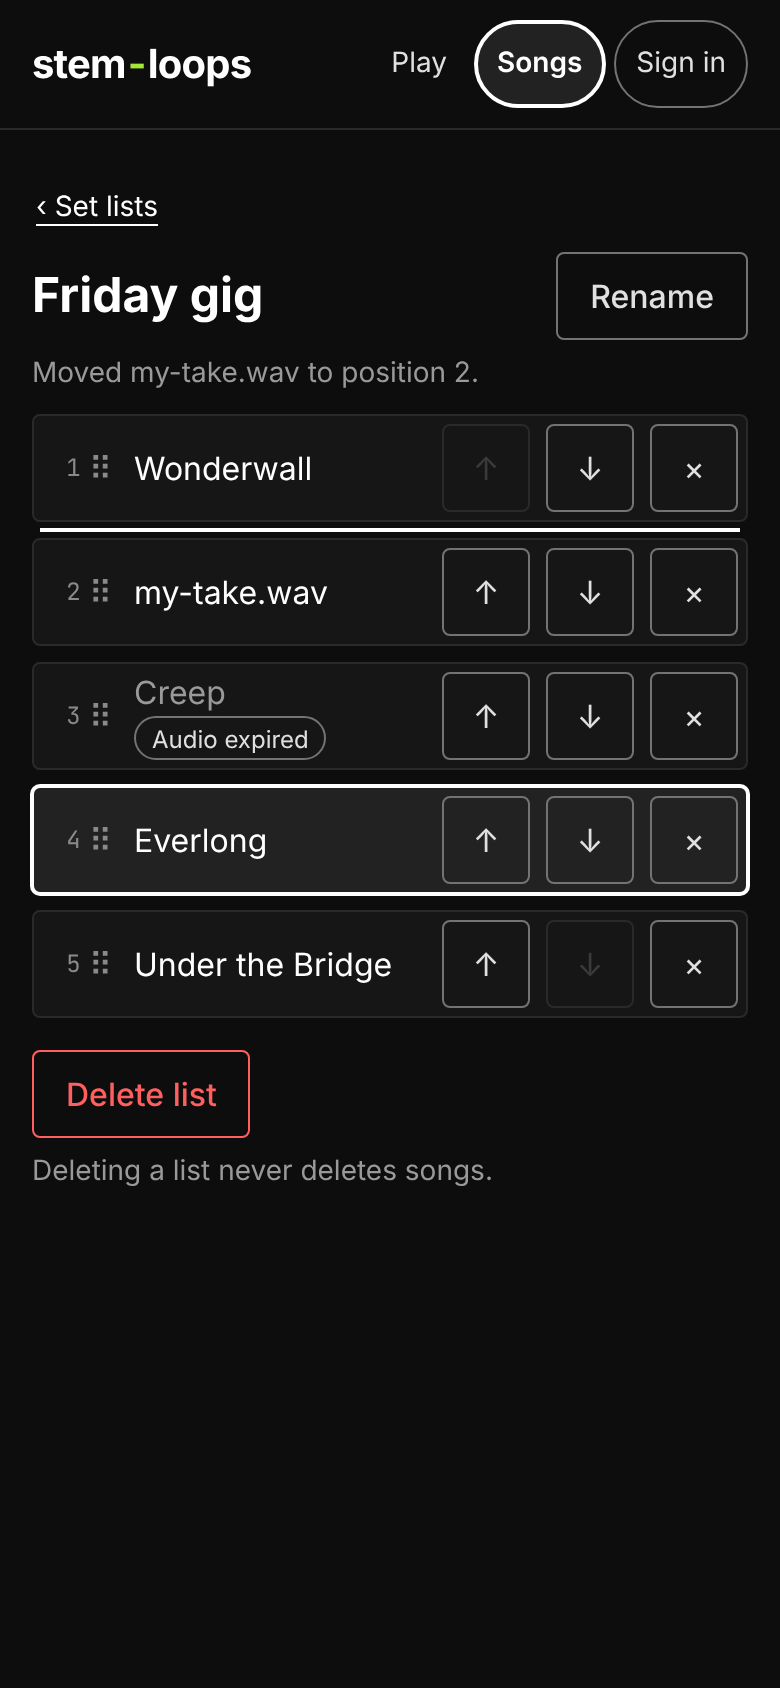 stem-loops Play Songs Sign in
‹ Set lists
Friday gig Rename
Moved my-take.wav to position 2.
1 ⠿ Wonderwall ↑ ↓ ×
2 ⠿ my-take.wav ↑ ↓ ×
3 ⠿ Creep ↑ ↓ ×
Audio expired
4 ⠿ Everlong ↑ ↓ ×
5 ⠿ Under the Bridge ↑ ↓ ×
Delete list
Deleting a list never deletes songs.